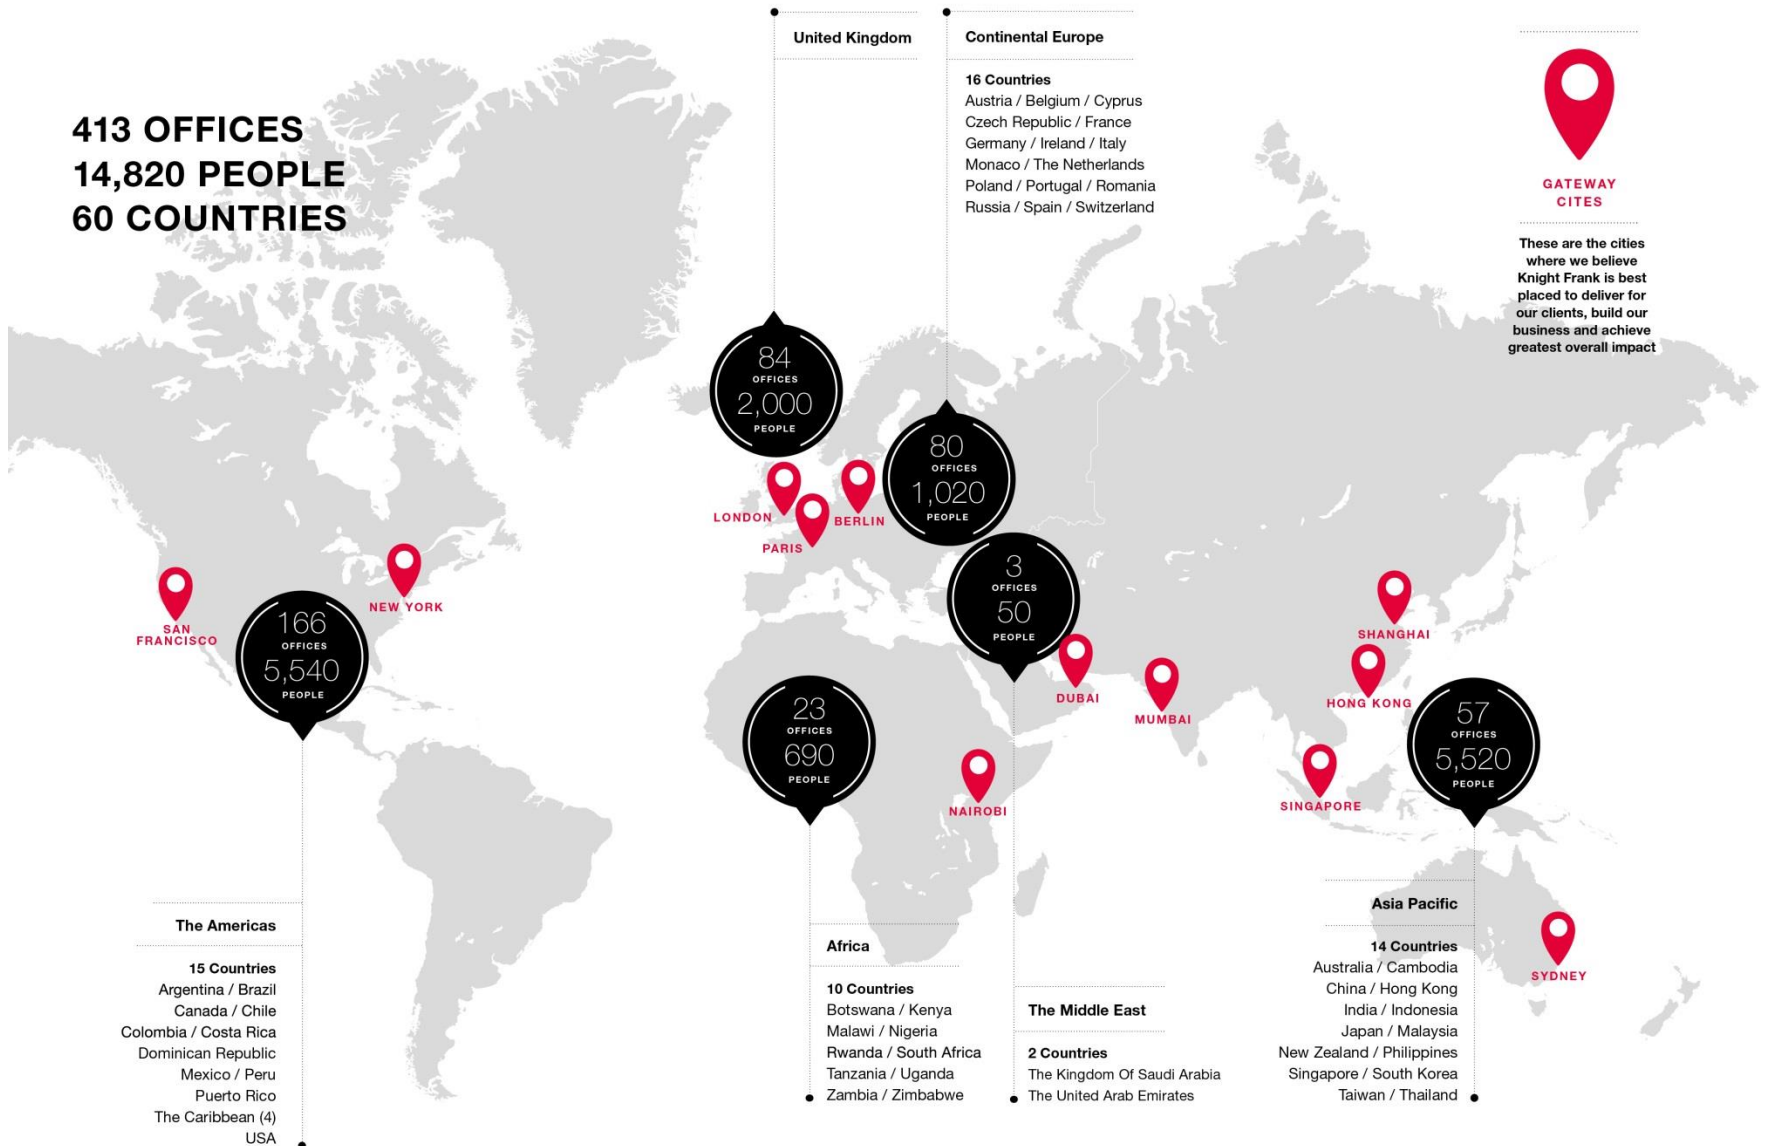 413 OFFICES
14,820 PEOPLE
60 COUNTRIES
United Kingdom
Continental Europe
16 Countries
Austria / Belgium / Cyprus
Czech Republic / France
Germany / Ireland / Italy
Monaco / The Netherlands
Poland / Portugal / Romania
Russia / Spain / Switzerland
GATEWAY
CITES
These are the cities
where we believe
Knight Frank is best
placed to deliver for
our clients, build our
business and achieve
greatest overall impact
84
OFFICES
2,000
PEOPLE
80
OFFICES
1,020
PEOPLE
LONDON
PARIS
BERLIN
3
OFFICES
50
PEOPLE
SAN
FRANCISCO
NEW YORK
166
OFFICES
5,540
PEOPLE
23
OFFICES
690
PEOPLE
NAIROBI
DUBAI
MUMBAI
SHANGHAI
HONG KONG
SINGAPORE
57
OFFICES
5,520
PEOPLE
SYDNEY
The Americas
15 Countries
Argentina / Brazil
Canada / Chile
Colombia / Costa Rica
Dominican Republic
Mexico / Peru
Puerto Rico
The Caribbean (4)
USA
Africa
10 Countries
Botswana / Kenya
Malawi / Nigeria
Rwanda / South Africa
Tanzania / Uganda
Zambia / Zimbabwe
The Middle East
2 Countries
The Kingdom Of Saudi Arabia
The United Arab Emirates
Asia Pacific
14 Countries
Australia / Cambodia
China / Hong Kong
India / Indonesia
Japan / Malaysia
New Zealand / Philippines
Singapore / South Korea
Taiwan / Thailand